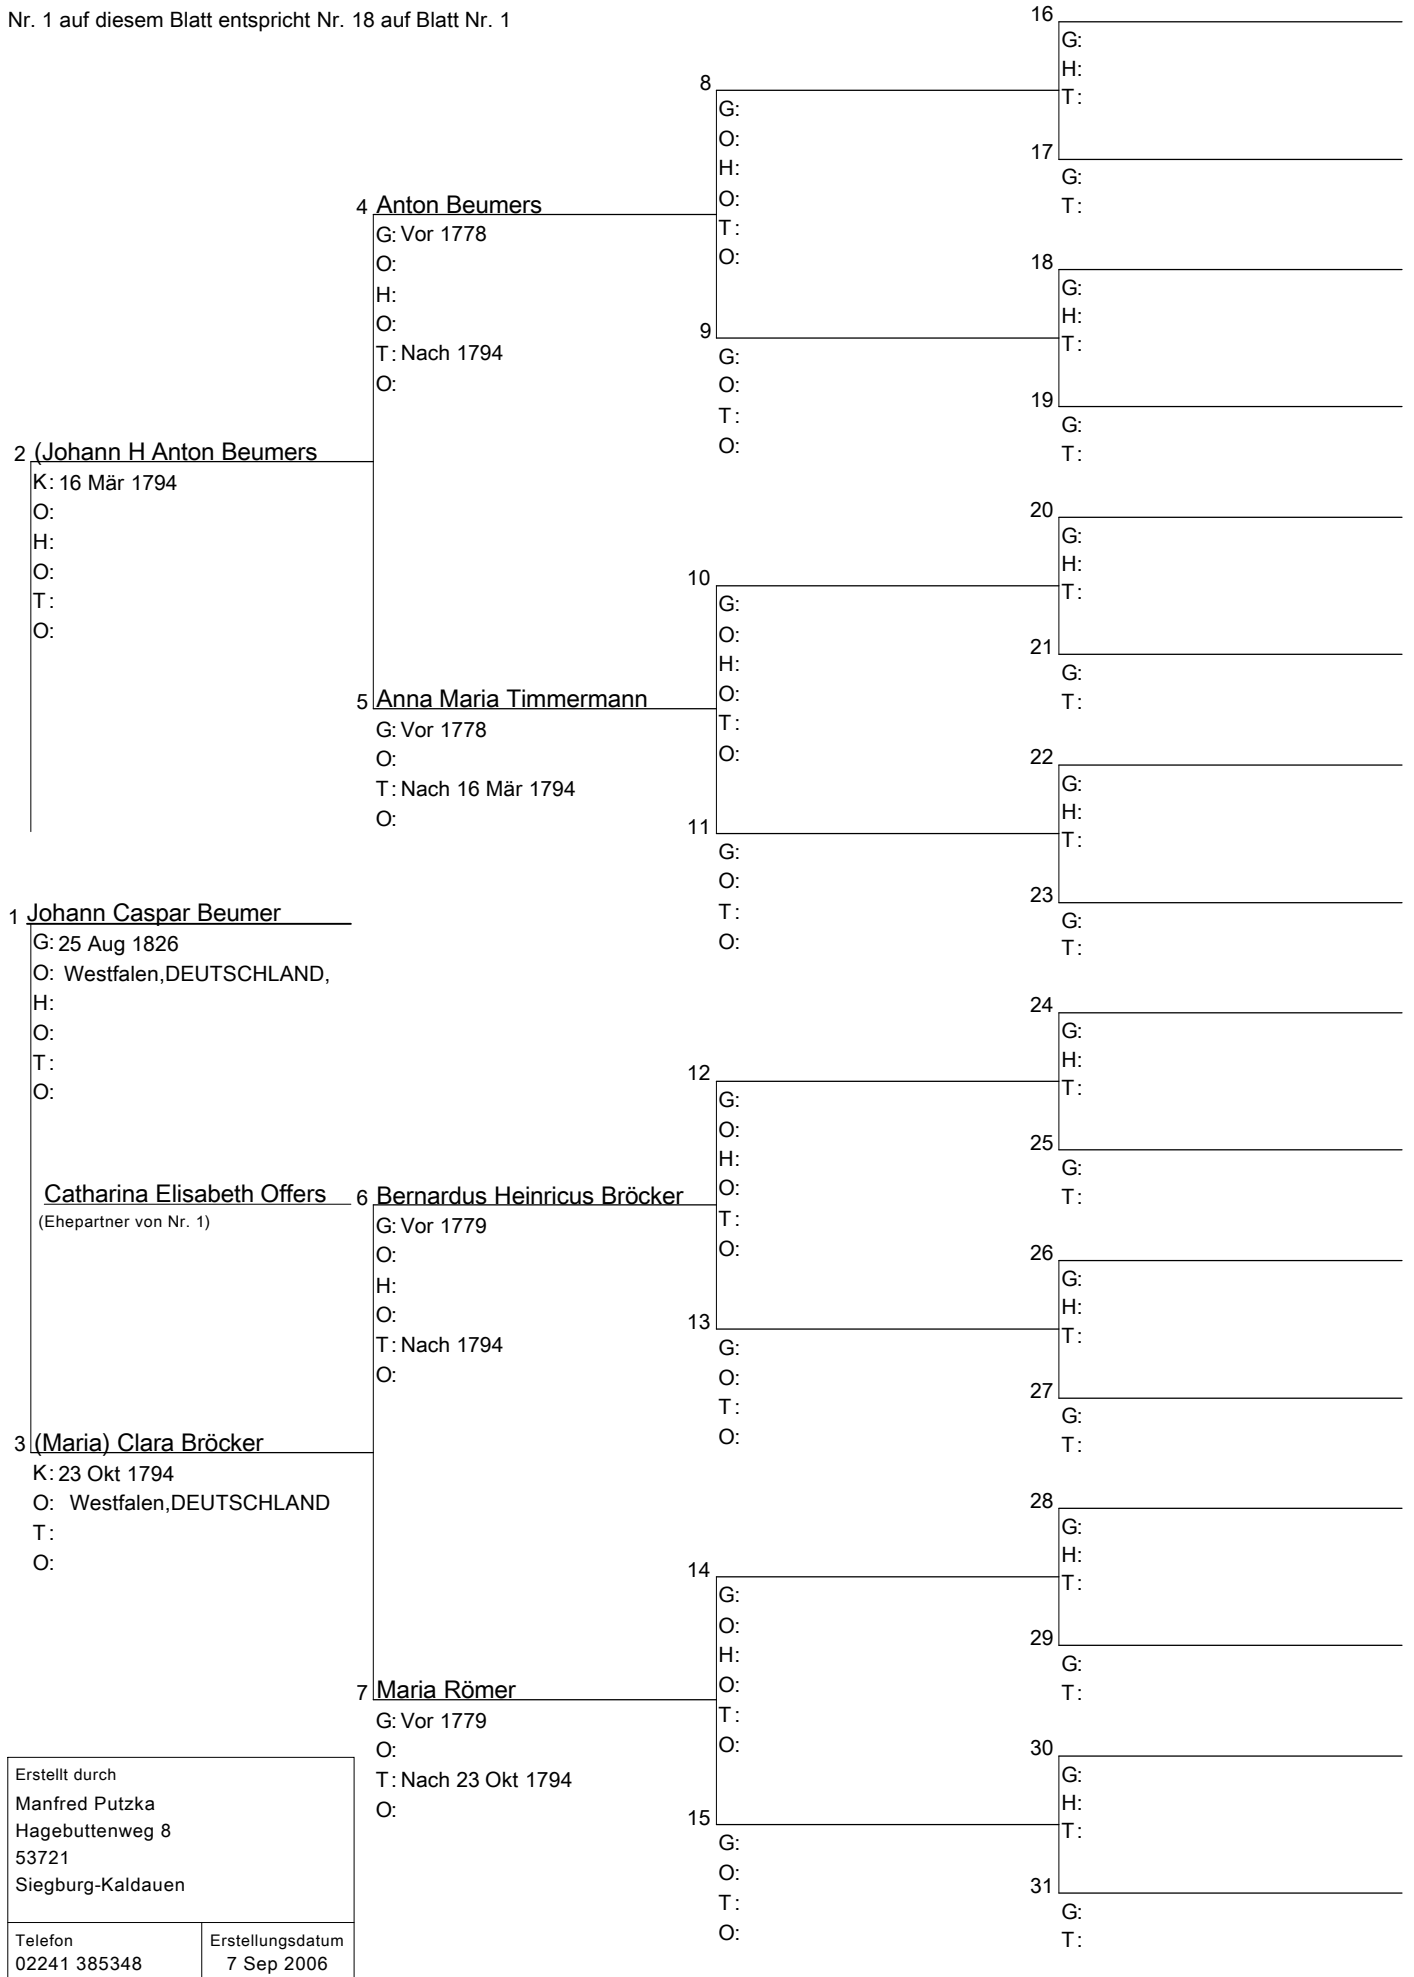 Nr. 1 auf diesem Blatt entspricht Nr. 18 auf Blatt Nr. 1
16
G:
H:
T:
8
G:
O:
H:
O:
T:
O:
17
G:
T:
4 Anton Beumers
G: Vor 1778
O:
H:
O:
T: Nach 1794
O:
18
G:
H:
T:
9
G:
O:
T:
O:
19
G:
T:
2 (Johann H Anton Beumers
K: 16 Mär 1794
O:
H:
O:
T:
O:
20
G:
H:
T:
10
G:
O:
H:
O:
T:
O:
21
G:
T:
5 Anna Maria Timmermann
G: Vor 1778
O:
T: Nach 16 Mär 1794
O:
22
G:
H:
T:
11
G:
O:
T:
O:
23
G:
T:
1 Johann Caspar Beumer
G: 25 Aug 1826
O: Westfalen,DEUTSCHLAND,
H:
O:
T:
O:
24
G:
H:
T:
12
G:
O:
H:
O:
T:
O:
25
G:
T:
Catharina Elisabeth Offers
(Ehepartner von Nr. 1)
6 Bernardus Heinricus Bröcker
G: Vor 1779
O:
H:
O:
T: Nach 1794
O:
26
G:
H:
T:
13
G:
O:
T:
O:
27
G:
T:
3 (Maria) Clara Bröcker
K: 23 Okt 1794
O: Westfalen,DEUTSCHLAND
T:
O:
28
G:
H:
T:
14
G:
O:
H:
O:
T:
O:
29
G:
T:
7 Maria Römer
G: Vor 1779
O:
T: Nach 23 Okt 1794
O:
30
G:
H:
T:
15
G:
O:
T:
O:
31
G:
T:
Erstellt durch
Manfred Putzka
Hagebuttenweg 8
53721
Siegburg-Kaldauen
Telefon
02241 385348
Erstellungsdatum
7 Sep 2006